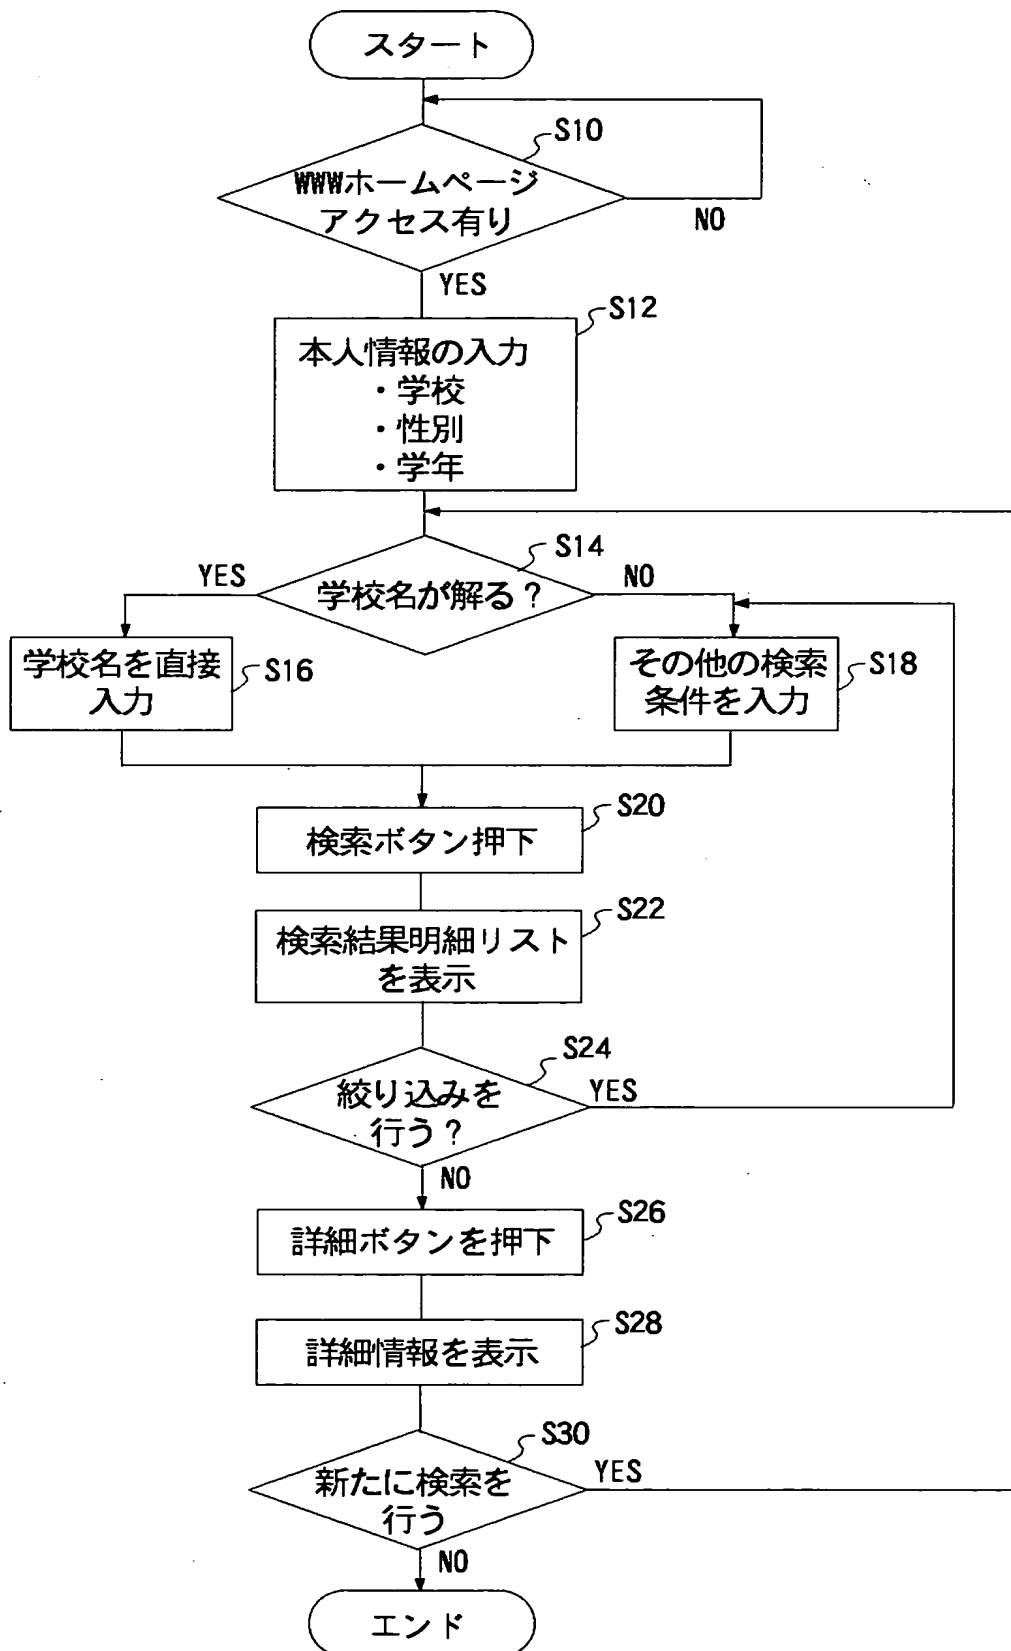 スタート
S10
WWWホームページ
アクセス有り
NO
YES
S12
本人情報の入力
・学校
・性別
・学年
S14
YES
学校名が解る?
NO
学校名を直接
入力
S16
その他の検索
条件を入力
S18
S20
検索ボタン押下
S22
検索結果明細リスト
を表示
S24
絞り込みを
行う?
YES
NO
S26
詳細ボタンを押下
S28
詳細情報を表示
S30
新たに検索を
行う
YES
NO
エンド